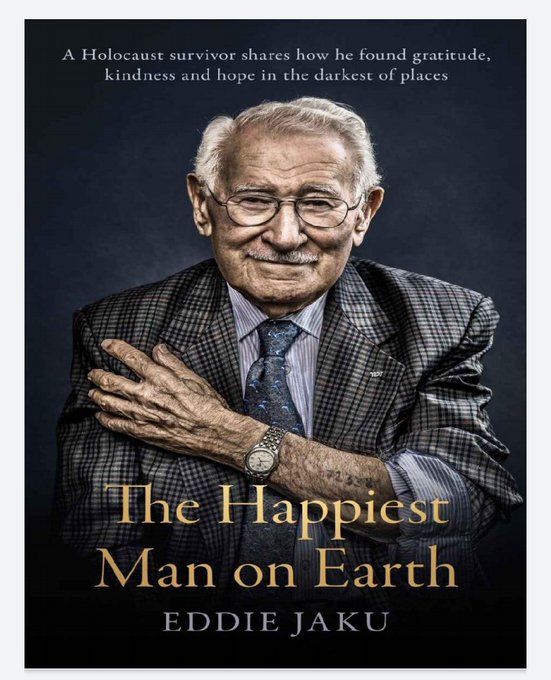 A Holocaust survivor shares how he found gratitude,
kindness and hope in the darkest of places
The Happiest
Man on Earth
EDDIE JAKU